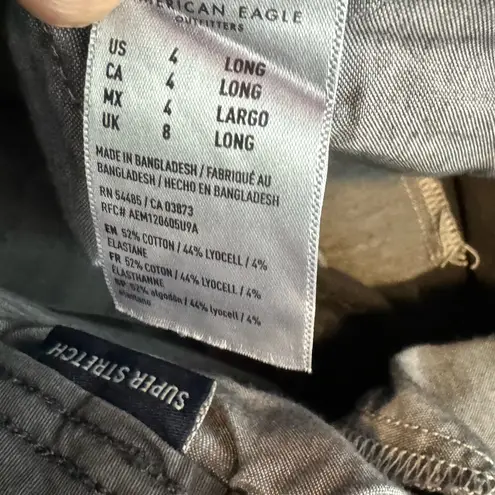 AMERICAN EAGLE
OUTFITTERS
US 4 LONG
CA 4 LONG
MX 4 LARGO
UK 8 LONG
MADE IN BANGLADESH / FABRIQUÉ AU
BANGLADESH / HECHO EN BANGLADESH
RN 54485 / CA 03873
RFC# AEM120605U9A
EN 52% COTTON / 44% LYOCELL / 4%
ELASTANE
FR 52% COTON / 44% LYOCELL / 4%
ELASTHANNE
52% algodón / 44% lyocell / 4%
elastano
SUPER STRETCH